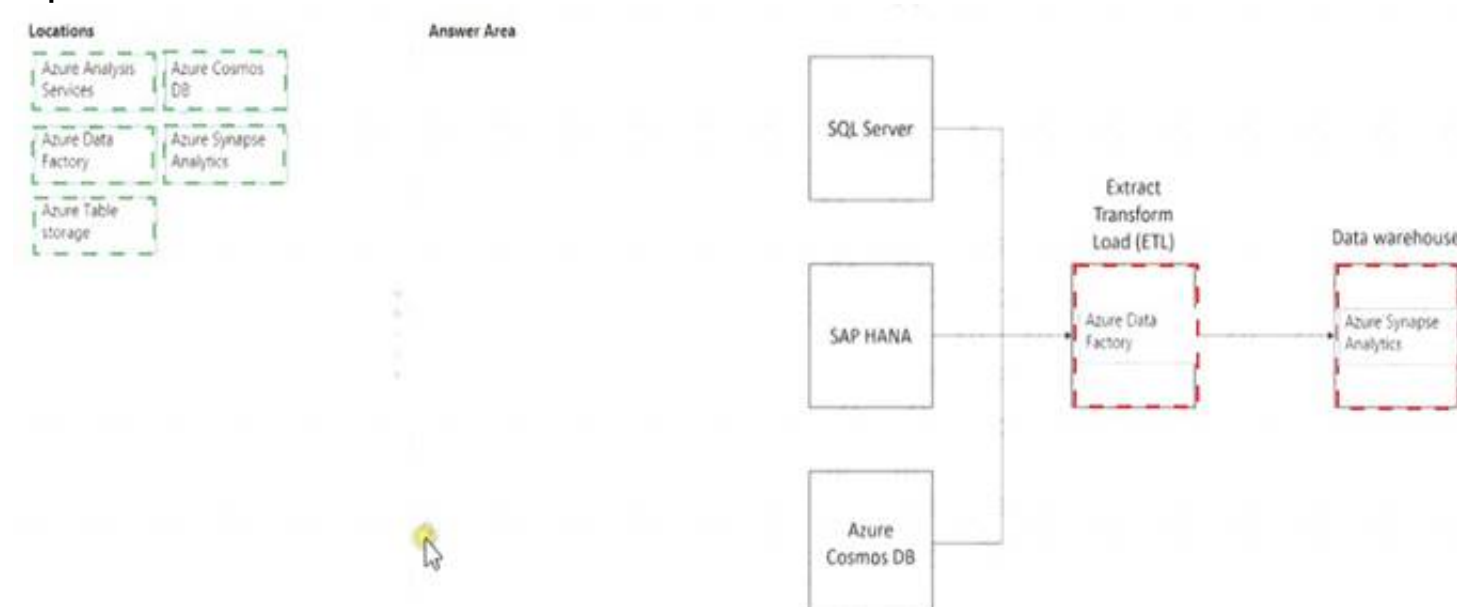 Locations
Answer Area
Azure Analysis
Services
Azure Cosmos
DB
Azure Data
Factory
Azure Synapse
Analytics
Azure Table
storage
SQL Server
SAP HANA
Azure
Cosmos DB
Extract
Transform
Load (ETL)
Azure Data
Factory
Data warehouse
Azure Synapse
Analytics